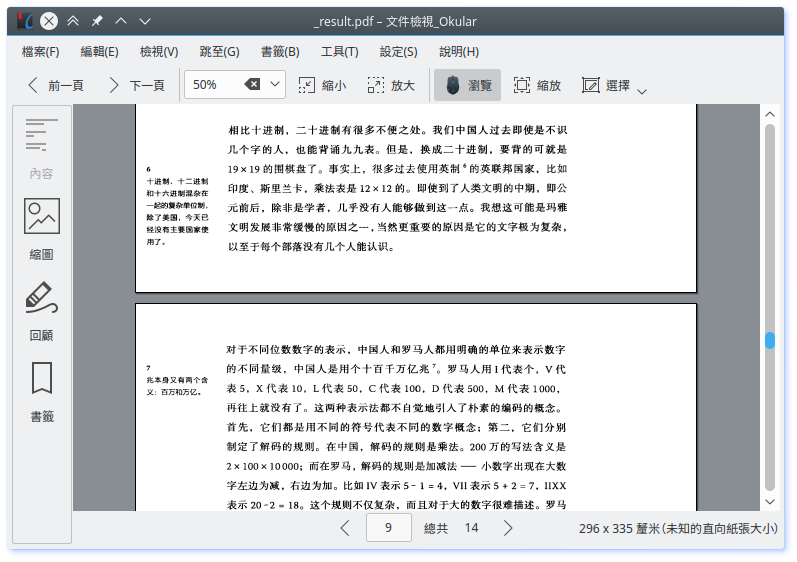 _result.pdf – 文件檢視_Okular
檔案(F) 編輯(E) 檢視(V) 跳至(G) 書籤(B) 工具(T) 設定(S) 說明(H)
前一頁 下一頁 50% 縮小 放大 瀏覽 縮放 選擇
內容
縮圖
回顧
書籤
相比十进制，二十进制有很多不便之处。我们中国人过去即使是不识
几个字的人，也能背诵九九表。但是，换成二十进制，要背的可就是
19×19 的围棋盘了。事实上，很多过去使用英制 6 的英联邦国家，比如
印度、斯里兰卡，乘法表是 12×12 的。即使到了人类文明的中期，即公
元前后，除非是学者，几乎没有人能够做到这一点。我想这可能是玛雅
文明发展非常缓慢的原因之一，当然更重要的原因是它的文字极为复杂，
以至于每个部落没有几个人能认识。
6
十进制，十二进制
和十六进制混杂在
一起的复杂单位制，
除了美国，今天已
经没有主要国家使
用了。
对于不同位数数字的表示，中国人和罗马人都用明确的单位来表示数字
的不同量级，中国人是用个十百千万亿兆 7。罗马人用 I 代表个，V 代
表 5，X 代表 10，L 代表 50，C 代表 100，D 代表 500，M 代表 1000，
再往上就没有了。这两种表示法都不自觉地引入了朴素的编码的概念。
首先，它们都是用不同的符号代表不同的数字概念；第二，它们分别
制定了解码的规则。在中国，解码的规则是乘法。200 万的写法含义是
2×100×10000；而在罗马，解码的规则是加减法 —— 小数字出现在大数
字左边为减，右边为加。比如 IV 表示 5-1 = 4，VII 表示 5 + 2 = 7，IIXX
表示 20-2 = 18。这个规则不仅复杂，而且对于大的数字很难描述。罗马
7
兆本身又有两个含
义：百万和万亿。
9 總共 14
296 x 335 釐米 (未知的直向紙張大小)